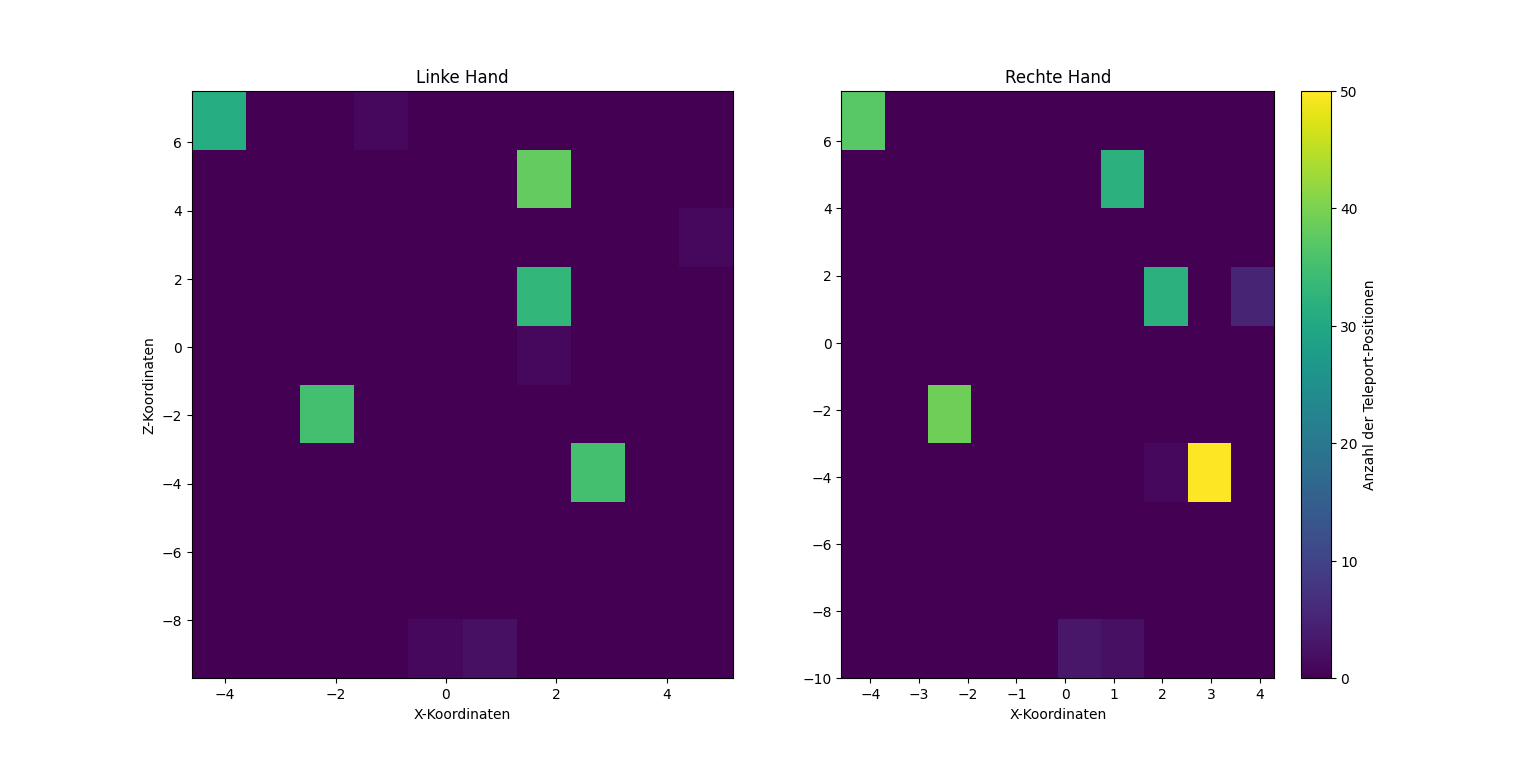 Linke Hand
Z-Koordinaten
6
4
2
0
−2
−4
−6
−8
−4 −2 0 2 4
X-Koordinaten
Rechte Hand
6
4
2
0
−2
−4
−6
−8
−10
−4 −3 −2 −1 0 1 2 3 4
X-Koordinaten
50
40
30
20
10
0
Anzahl der Teleport-Positionen